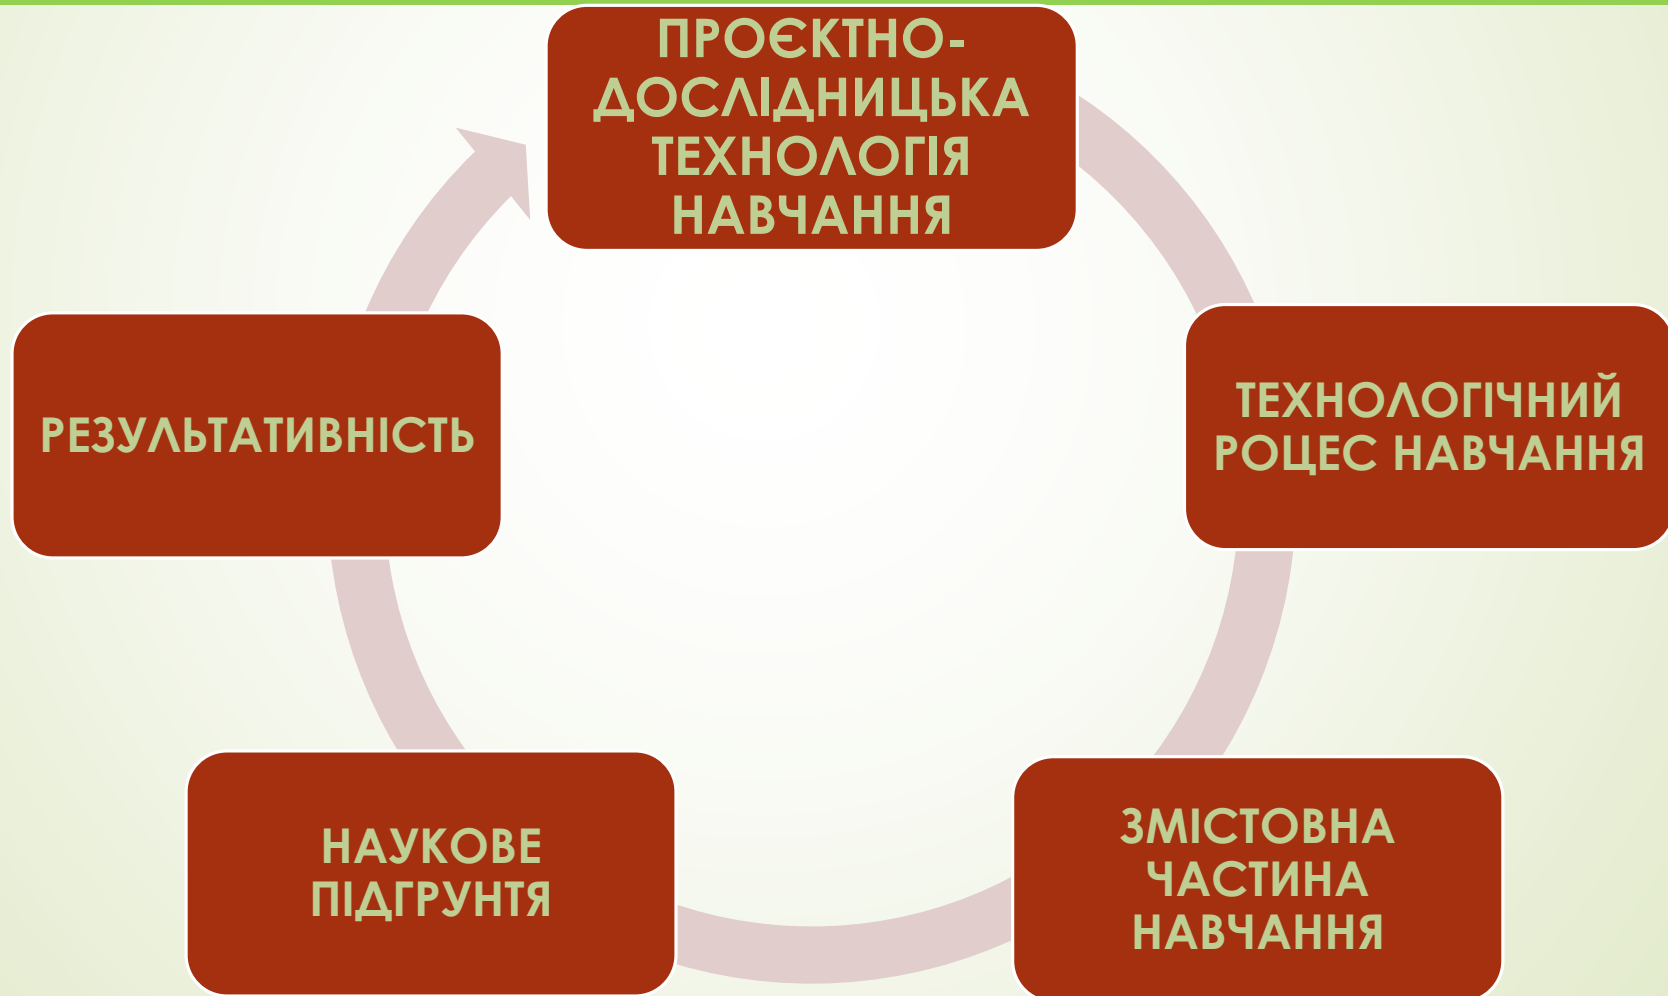 ПРОЄКТНО-
ДОСЛІДНИЦЬКА
ТЕХНОЛОГІЯ
НАВЧАННЯ
ТЕХНОЛОГІЧНИЙ
РОЦЕС НАВЧАННЯ
ЗМІСТОВНА
ЧАСТИНА
НАВЧАННЯ
НАУКОВЕ
ПІДГРУНТЯ
РЕЗУЛЬТАТИВНІСТЬ